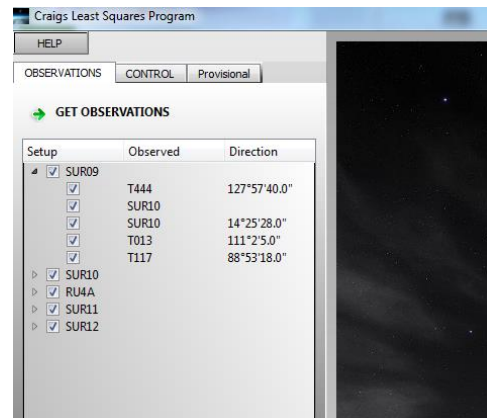 Craigs Least Squares Program
HELP
OBSERVATIONS CONTROL Provisional
GET OBSERVATIONS
Setup Observed Direction
SUR09
T444 127°57'40.0"
SUR10
SUR10 14°25'28.0"
T013 111°2'5.0"
T117 88°53'18.0"
SUR10
RU4A
SUR11
SUR12